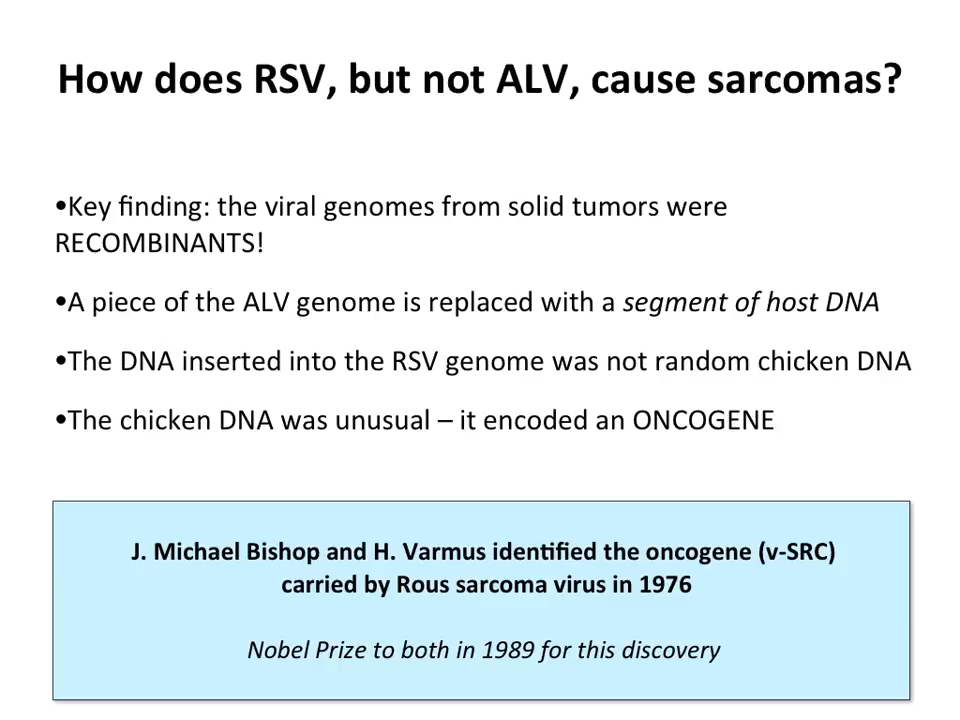 How does RSV, but not ALV, cause sarcomas?
•Key finding: the viral genomes from solid tumors were
RECOMBINANTS!
•A piece of the ALV genome is replaced with a segment of host DNA
•The DNA inserted into the RSV genome was not random chicken DNA
•The chicken DNA was unusual – it encoded an ONCOGENE
J. Michael Bishop and H. Varmus identified the oncogene (v-SRC)
carried by Rous sarcoma virus in 1976
Nobel Prize to both in 1989 for this discovery